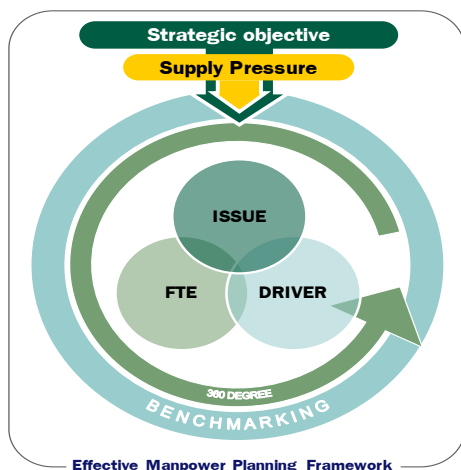 Strategic objective
Supply Pressure
ISSUE
FTE
DRIVER
360 DEGREE
BENCHMARKING
Effective Manpower Planning Framework